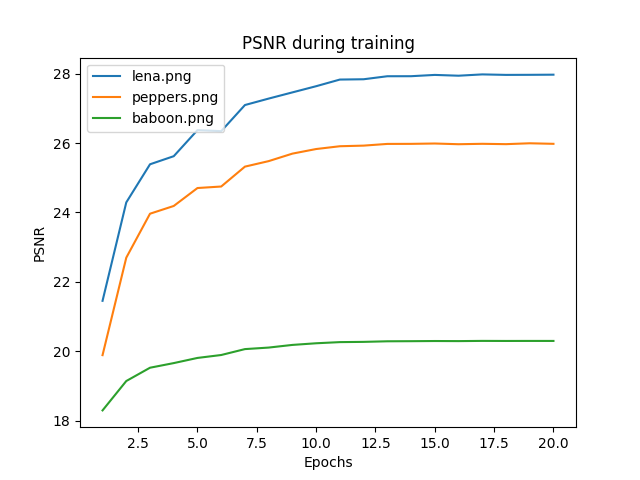 PSNR during training
lena.png
peppers.png
baboon.png
PSNR
28
26
24
22
20
18
2.5 5.0 7.5 10.0 12.5 15.0 17.5 20.0
Epochs